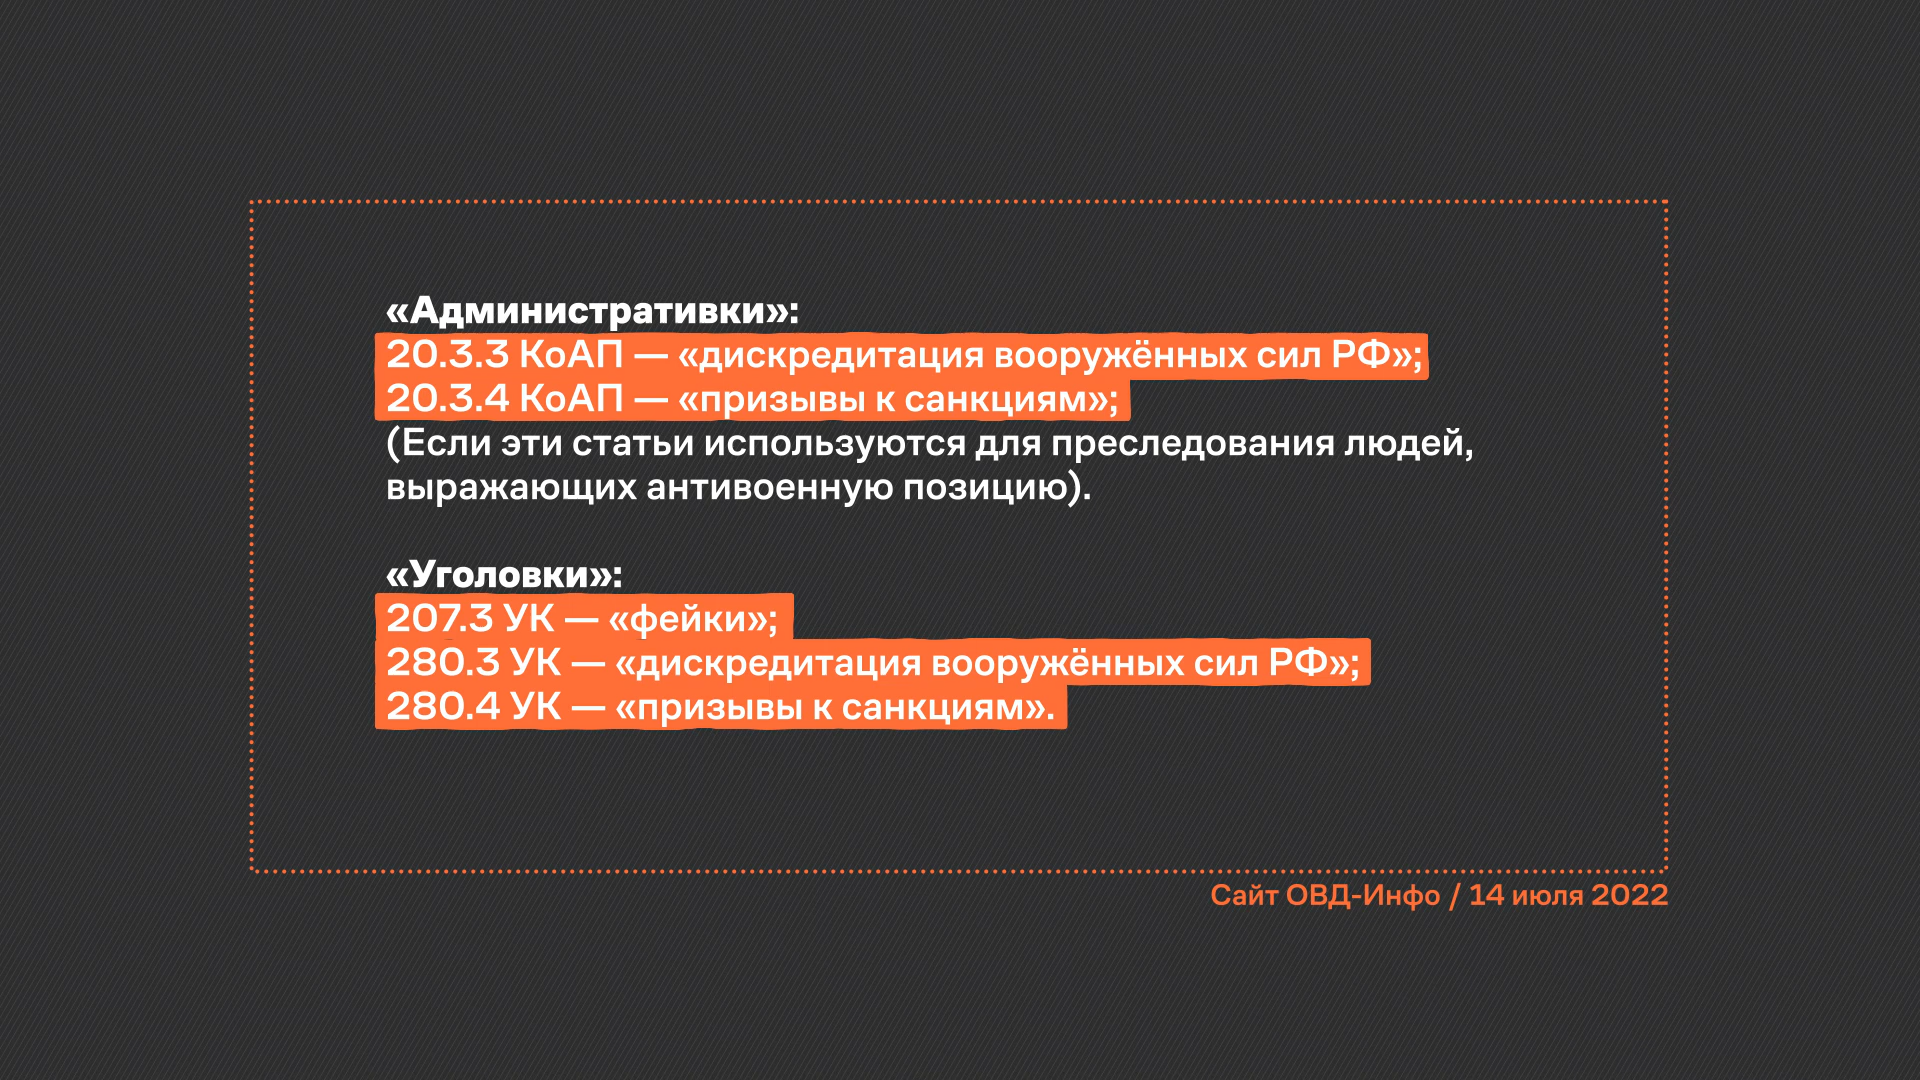 «Административки»:
20.3.3 КоАП — «дискредитация вооружённых сил РФ»;
20.3.4 КоАП — «призывы к санкциям»;
(Если эти статьи используются для преследования людей,
выражающих антивоенную позицию).
«Уголовки»:
207.3 УК — «фейки»;
280.3 УК — «дискредитация вооружённых сил РФ»;
280.4 УК — «призывы к санкциям».
Сайт ОВД-Инфо / 14 июля 2022